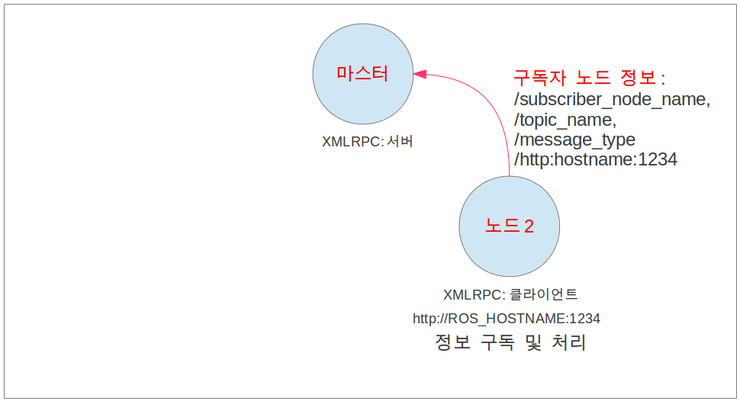 마스터
XMLRPC: 서버
구독자 노드 정보 :
/subscriber_node_name,
/topic_name,
/message_type
/http:hostname:1234
노드 2
XMLRPC: 클라이언트
http://ROS_HOSTNAME:1234
정보 구독 및 처리